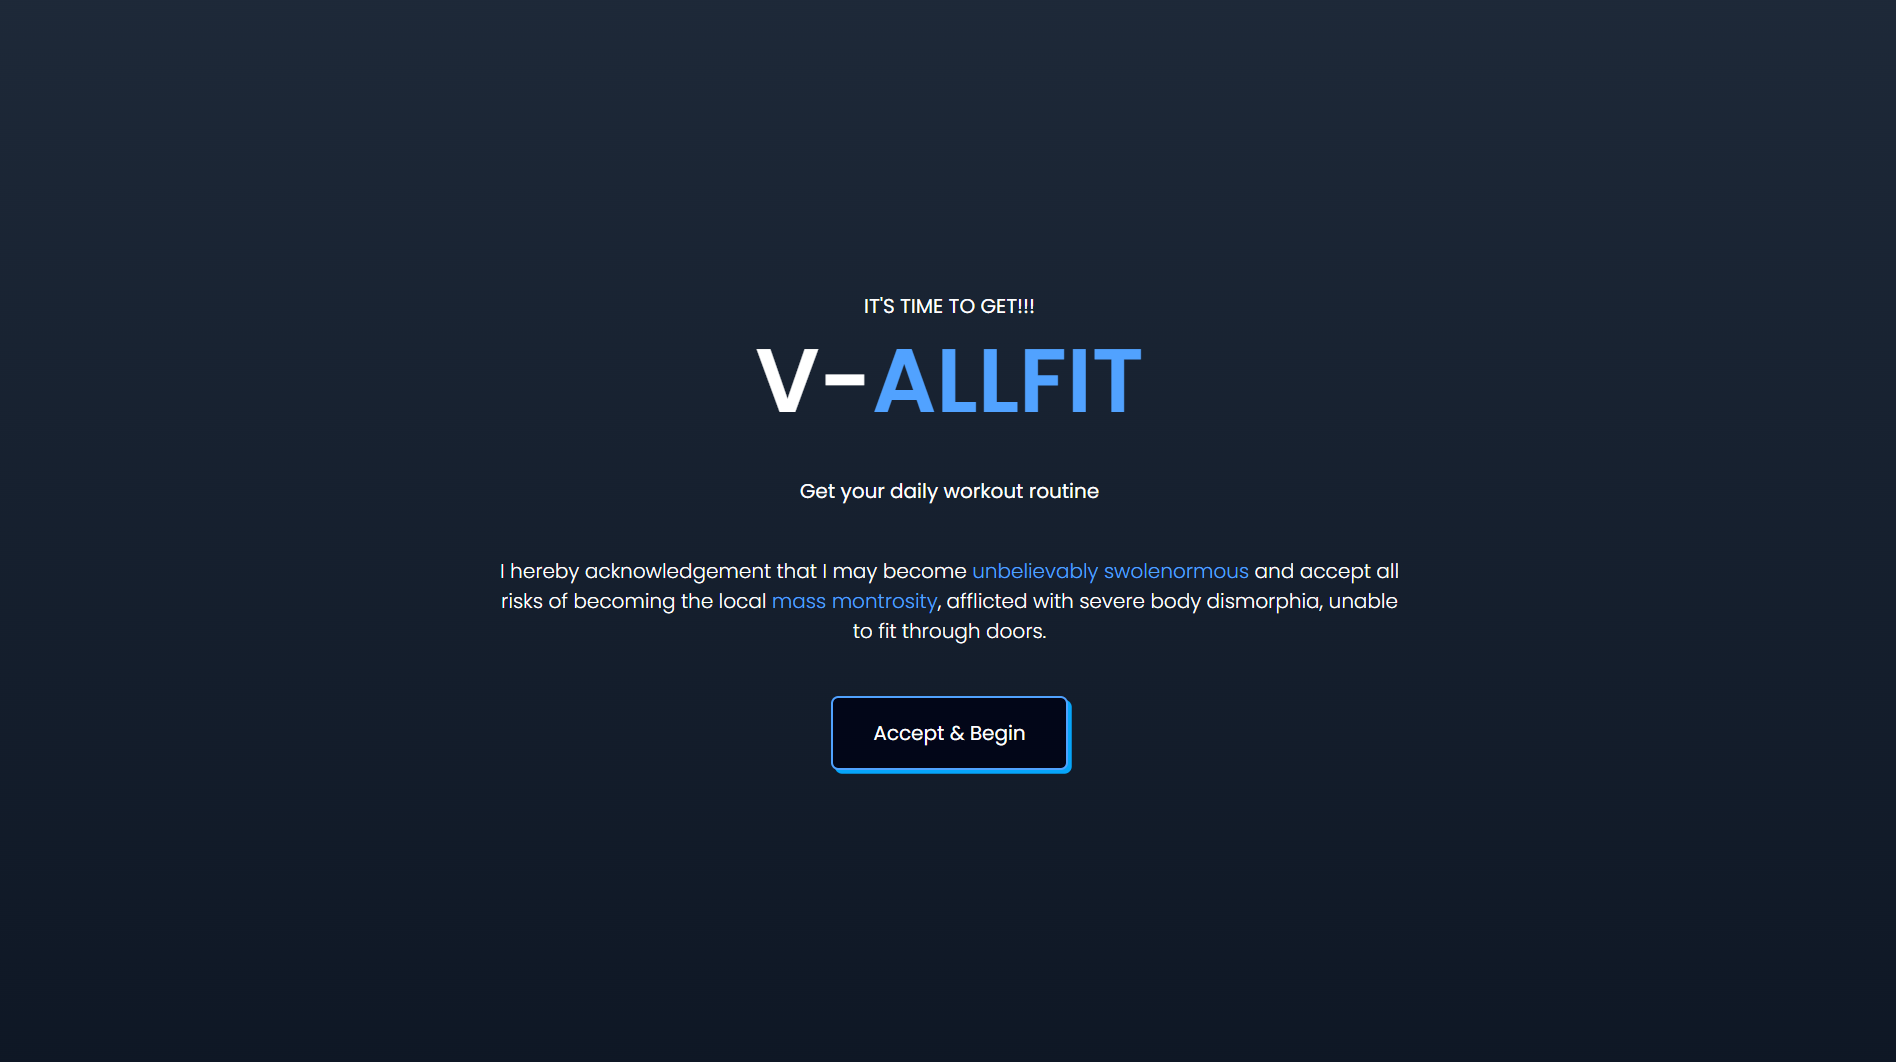 IT'S TIME TO GET!!!
V-ALLFIT
Get your daily workout routine
I hereby acknowledgement that I may become unbelievably swolenormous and accept all
risks of becoming the local mass montrosity, afflicted with severe body dismorphia, unable
to fit through doors.
Accept & Begin